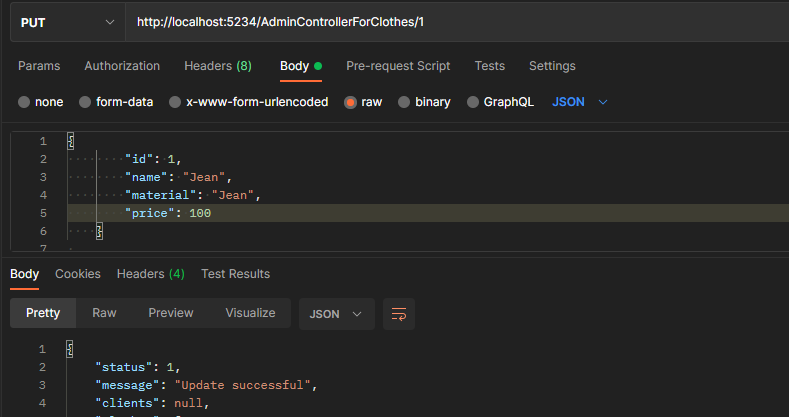 PUT http://localhost:5234/AdminControllerForClothes/1
Params Authorization Headers (8) Body Pre-request Script Tests Settings
none form-data x-www-form-urlencoded raw binary GraphQL JSON
1 {
2 "id": 1,
3 "name": "Jean",
4 "material": "Jean",
5 "price": 100
6 }
7
Body Cookies Headers (4) Test Results
Pretty Raw Preview Visualize JSON
1 {
2 "status": 1,
3 "message": "Update successful",
4 "clients": null,